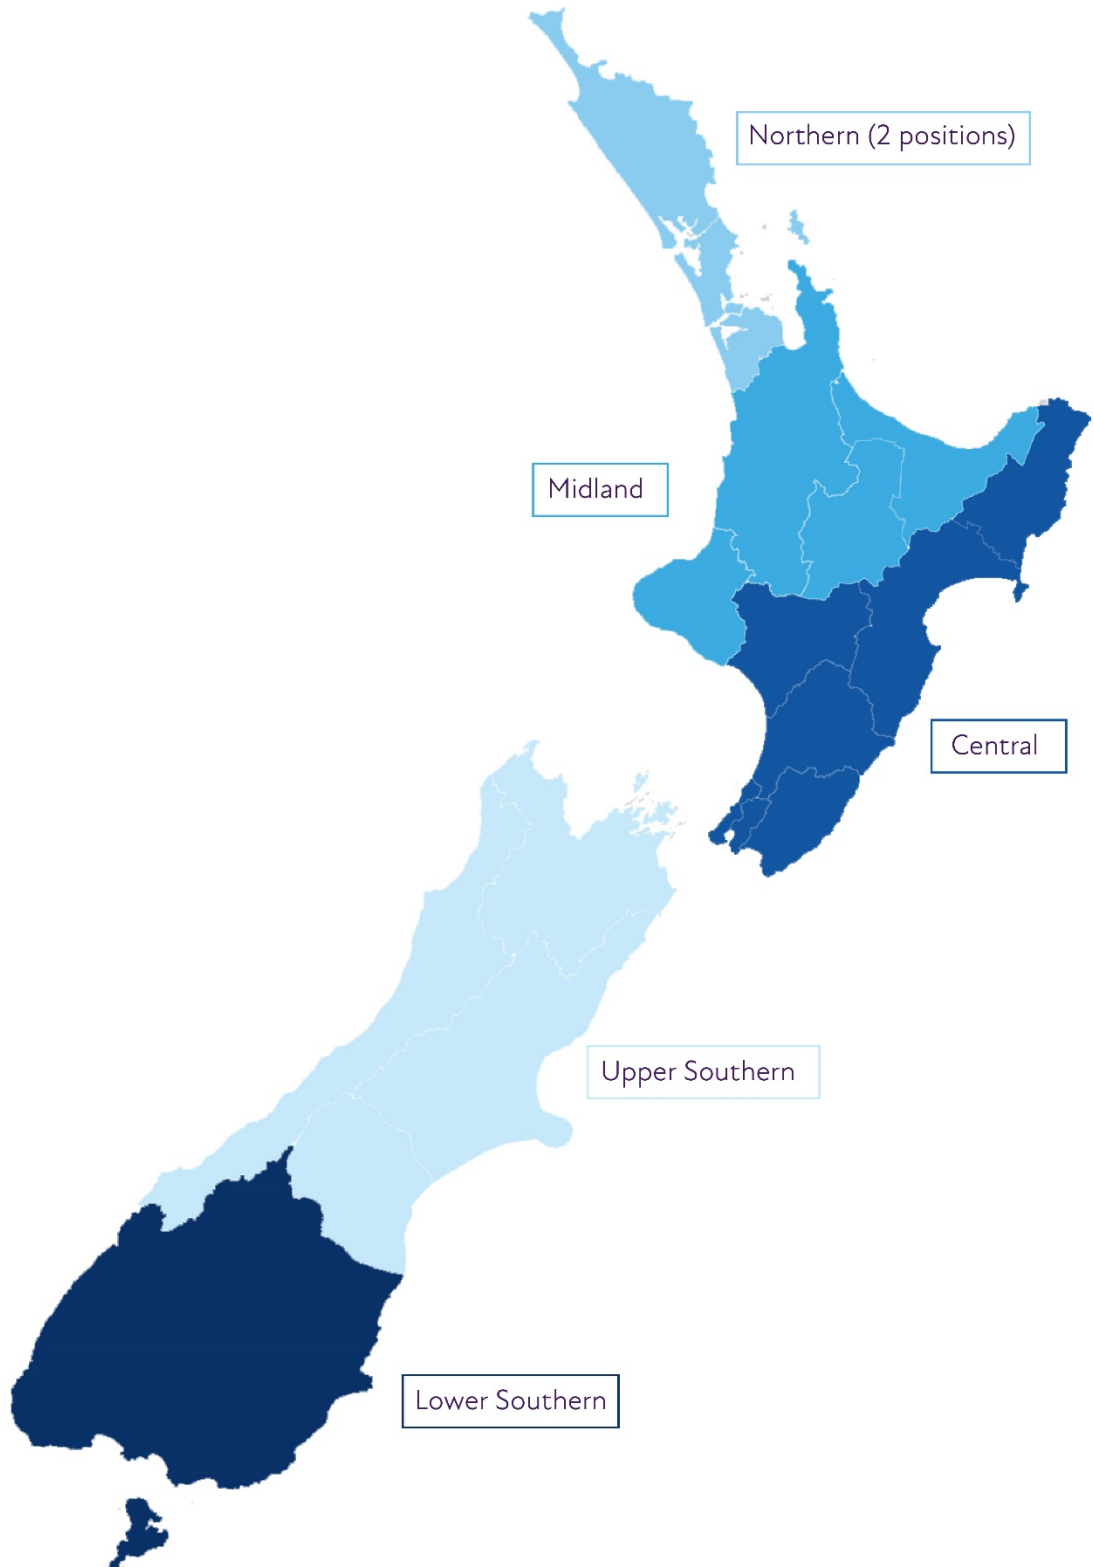 Northern (2 positions)
Midland
Central
Upper Southern
Lower Southern